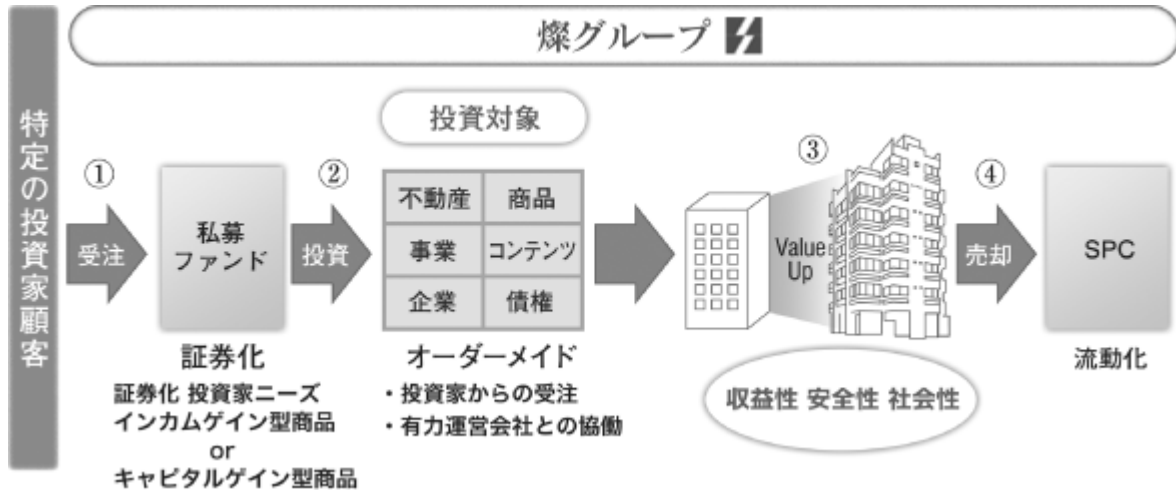 燦グループ
特定の投資家顧客
①
受注
私募
ファンド
証券化
証券化 投資家ニーズ
インカムゲイン型商品
or
キャピタルゲイン型商品
②
投資
投資対象
不動産 商品
事業 コンテンツ
企業 債権
オーダーメイド
・投資家からの受注
・有力運営会社との協働
③
Value
Up
収益性 安全性 社会性
④
売却
SPC
流動化